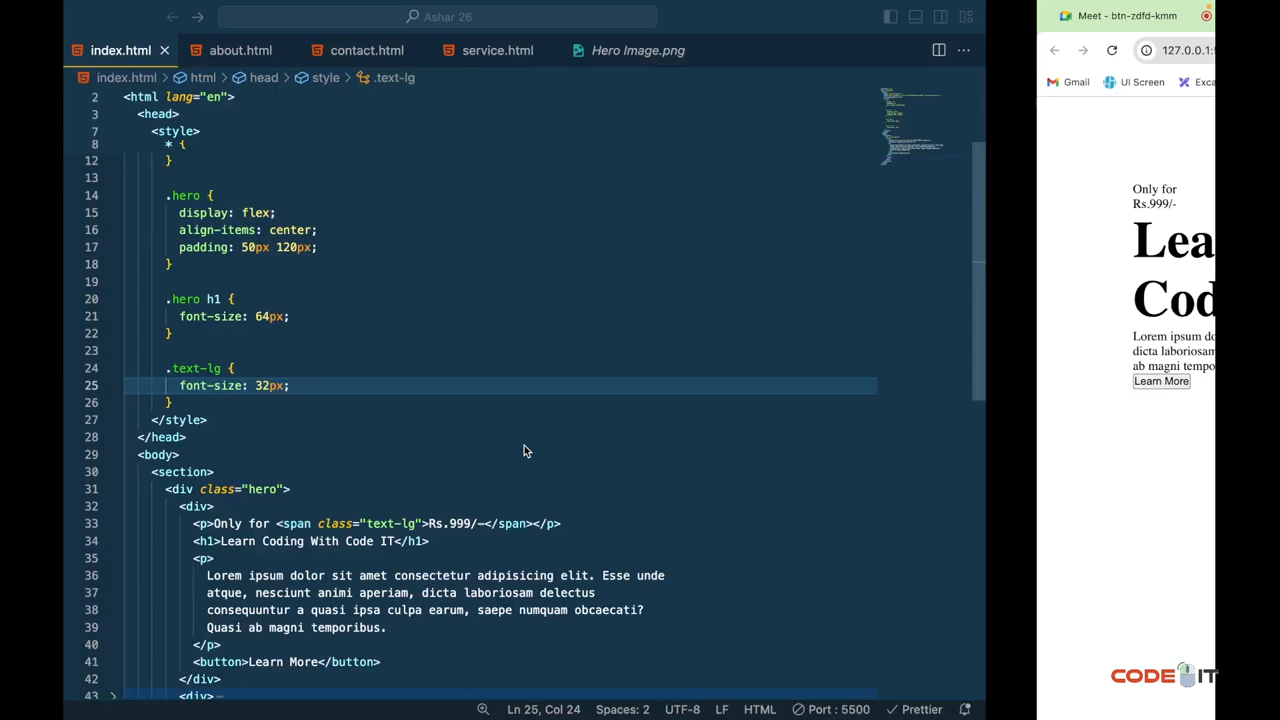 Ashar 26
index.html
about.html
contact.html
service.html
Hero Image.png
index.html > html > head > style > .text-lg
2 <html lang="en">
3 <head>
7 <style>
8 * {
12 }
13
14 .hero {
15 display: flex;
16 align-items: center;
17 padding: 50px 120px;
18 }
19
20 .hero h1 {
21 font-size: 64px;
22 }
23
24 .text-lg {
25 font-size: 32px;
26 }
27 </style>
28 </head>
29 <body>
30 <section>
31 <div class="hero">
32 <div>
33 <p>Only for <span class="text-lg">Rs.999/-</span></p>
34 <h1>Learn Coding With Code IT</h1>
35 <p>
36 Lorem ipsum dolor sit amet consectetur adipisicing elit. Esse unde
37 atque, nesciunt animi aperiam, dicta laboriosam delectus
38 consequuntur a quasi ipsa culpa earum, saepe numquam obcaecati?
39 Quasi ab magni temporibus.
40 </p>
41 <button>Learn More</button>
42 </div>
43 <div>
Ln 25, Col 24 Spaces: 2 UTF-8 LF HTML Port : 5500 Prettier
Meet - btn-zdfd-kmm
127.0.0.1:5
Gmail UI Screen Exca
Only for
Rs.999/-
Lea
Cod
Lorem ipsum do
dicta laboriosam
ab magni tempo
Learn More
CODE IT